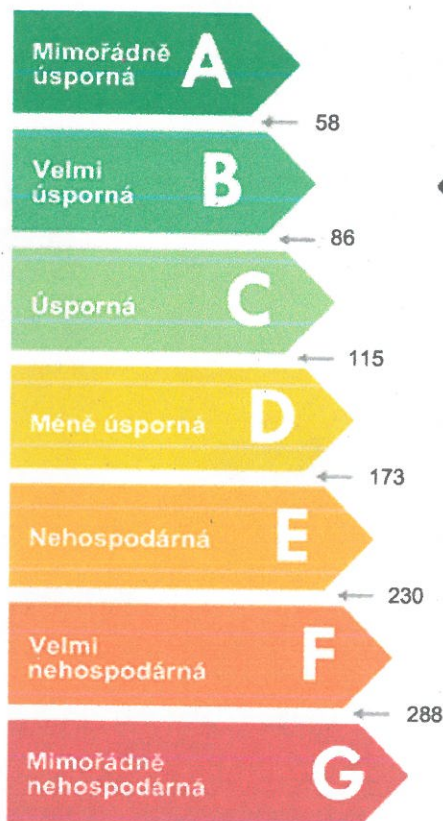 Mimořádně
úsporná
A
58
Velmi
úsporná
B
86
Úsporná
C
115
Méně úsporná
D
173
Nehospodárná
E
230
Velmi
nehospodárná
F
288
Mimořádně
nehospodárná
G